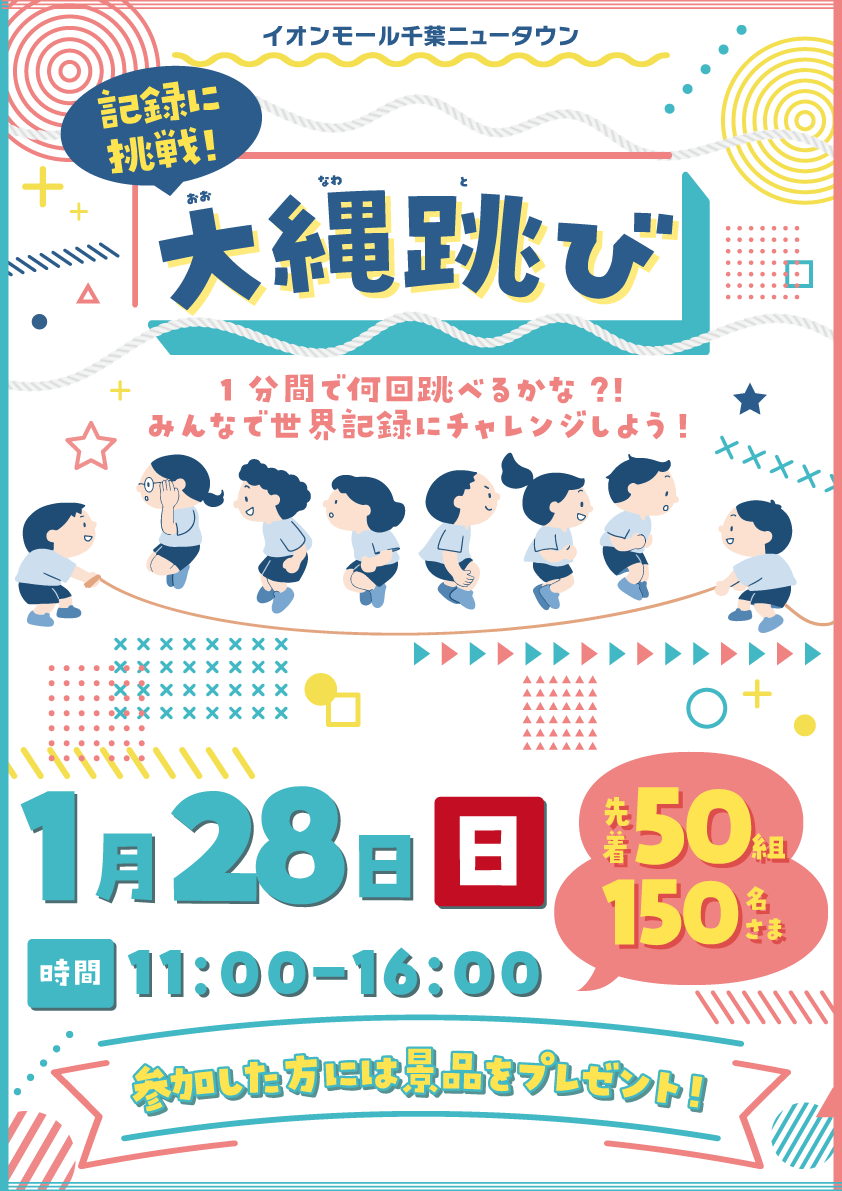 イオンモール千葉ニュータウン
記録に
挑戦!
おお なわ と
大縄跳び
1分間で何回跳べるかな?!
みんなで世界記録にチャレンジしよう!
1月28日 日
先着50組
150名さま
時間 11:00-16:00
参加した方には景品をプレゼント!